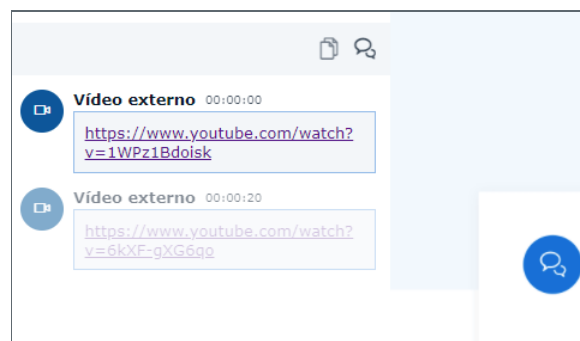 Vídeo externo 00:00:00
https://www.youtube.com/watch?
v=1WPz1Bdoisk
Vídeo externo 00:00:20
https://www.youtube.com/watch?
v=6kXF-gXG6qo